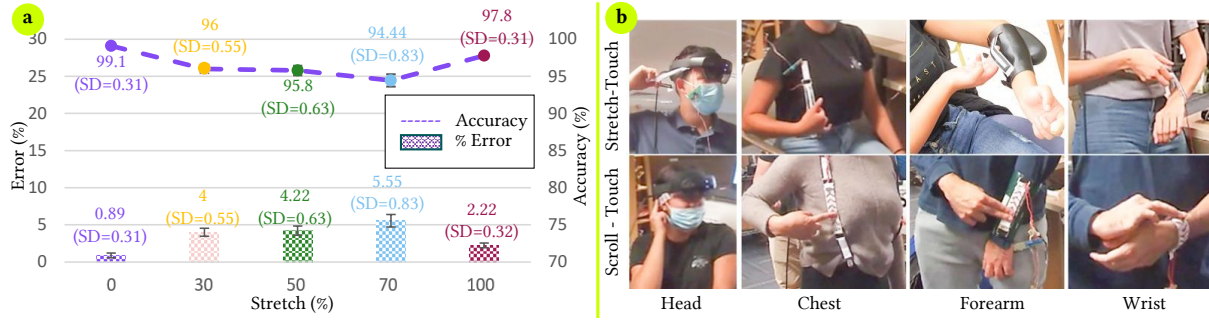 a
97.8
(SD=0.31)
96
(SD=0.55)
94.44
(SD=0.83)
99.1
(SD=0.31)
95.8
(SD=0.63)
30
25
20
15
10
5
0
Error (%)
100
95
90
85
80
75
70
Accuracy (%)
Accuracy
% Error
0.89
(SD=0.31)
4
(SD=0.55)
4.22
(SD=0.63)
5.55
(SD=0.83)
2.22
(SD=0.32)
0 30 50 70 100
Stretch (%)
b
Stretch-Touch
Scroll - Touch
Head Chest Forearm Wrist